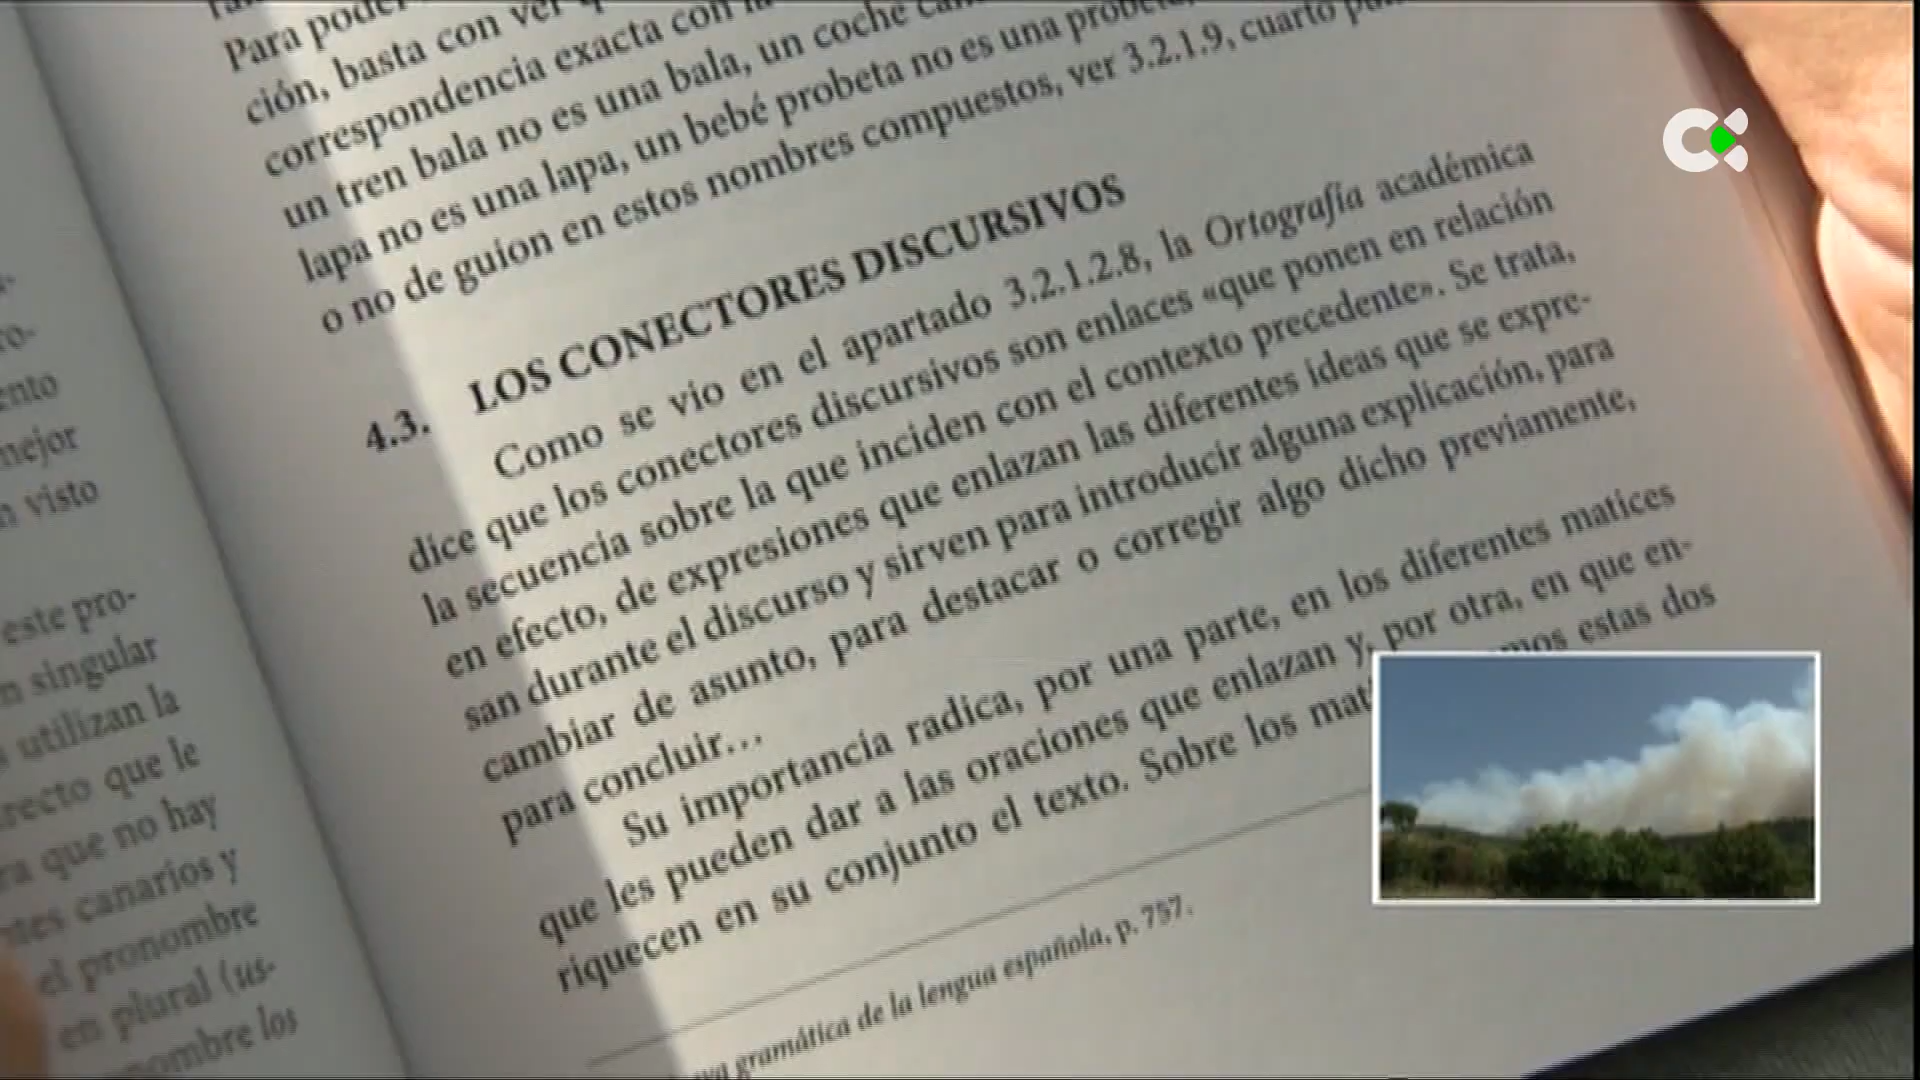 ento
mejor
visto
este pro-
singular
utilizan la
recto que le
que no hay
canarios y
el pronombre
en plural (us-
nombre los
Para poder
ción, basta con ver
correspondencia exacta con
un tren bala no es una bala, un coche
lapa no es una lapa, un bebé probeta no es una probeta,
o no de guion en estos nombres compuestos, ver 3.2.1.9, cuarto
4.3. LOS CONECTORES DISCURSIVOS
Como se vio en el apartado 3.2.1.2.8, la Ortografía académica
dice que los conectores discursivos son enlaces «que ponen en relación
la secuencia sobre la que inciden con el contexto precedente». Se trata,
en efecto, de expresiones que enlazan las diferentes ideas que se expre-
san durante el discurso y sirven para introducir alguna explicación, para
cambiar de asunto, para destacar o corregir algo dicho previamente,
para concluir...
Su importancia radica, por una parte, en los diferentes matices
que les pueden dar a las oraciones que enlazan y, por otra, en que en-
riquecen en su conjunto el texto. Sobre los estas dos
gramática de la lengua española, p. 757.